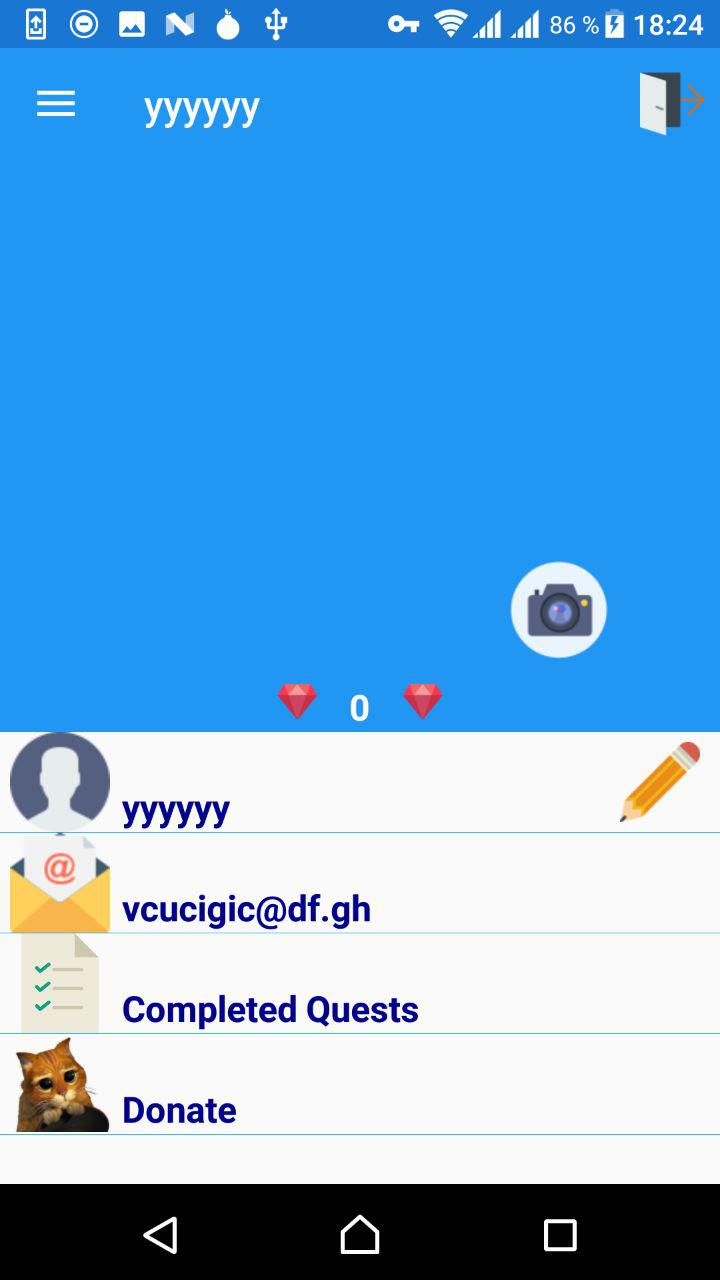 86 % 18:24
yyyyyy
0
yyyyyy
@
vcucigic@df.gh
Completed Quests
Donate